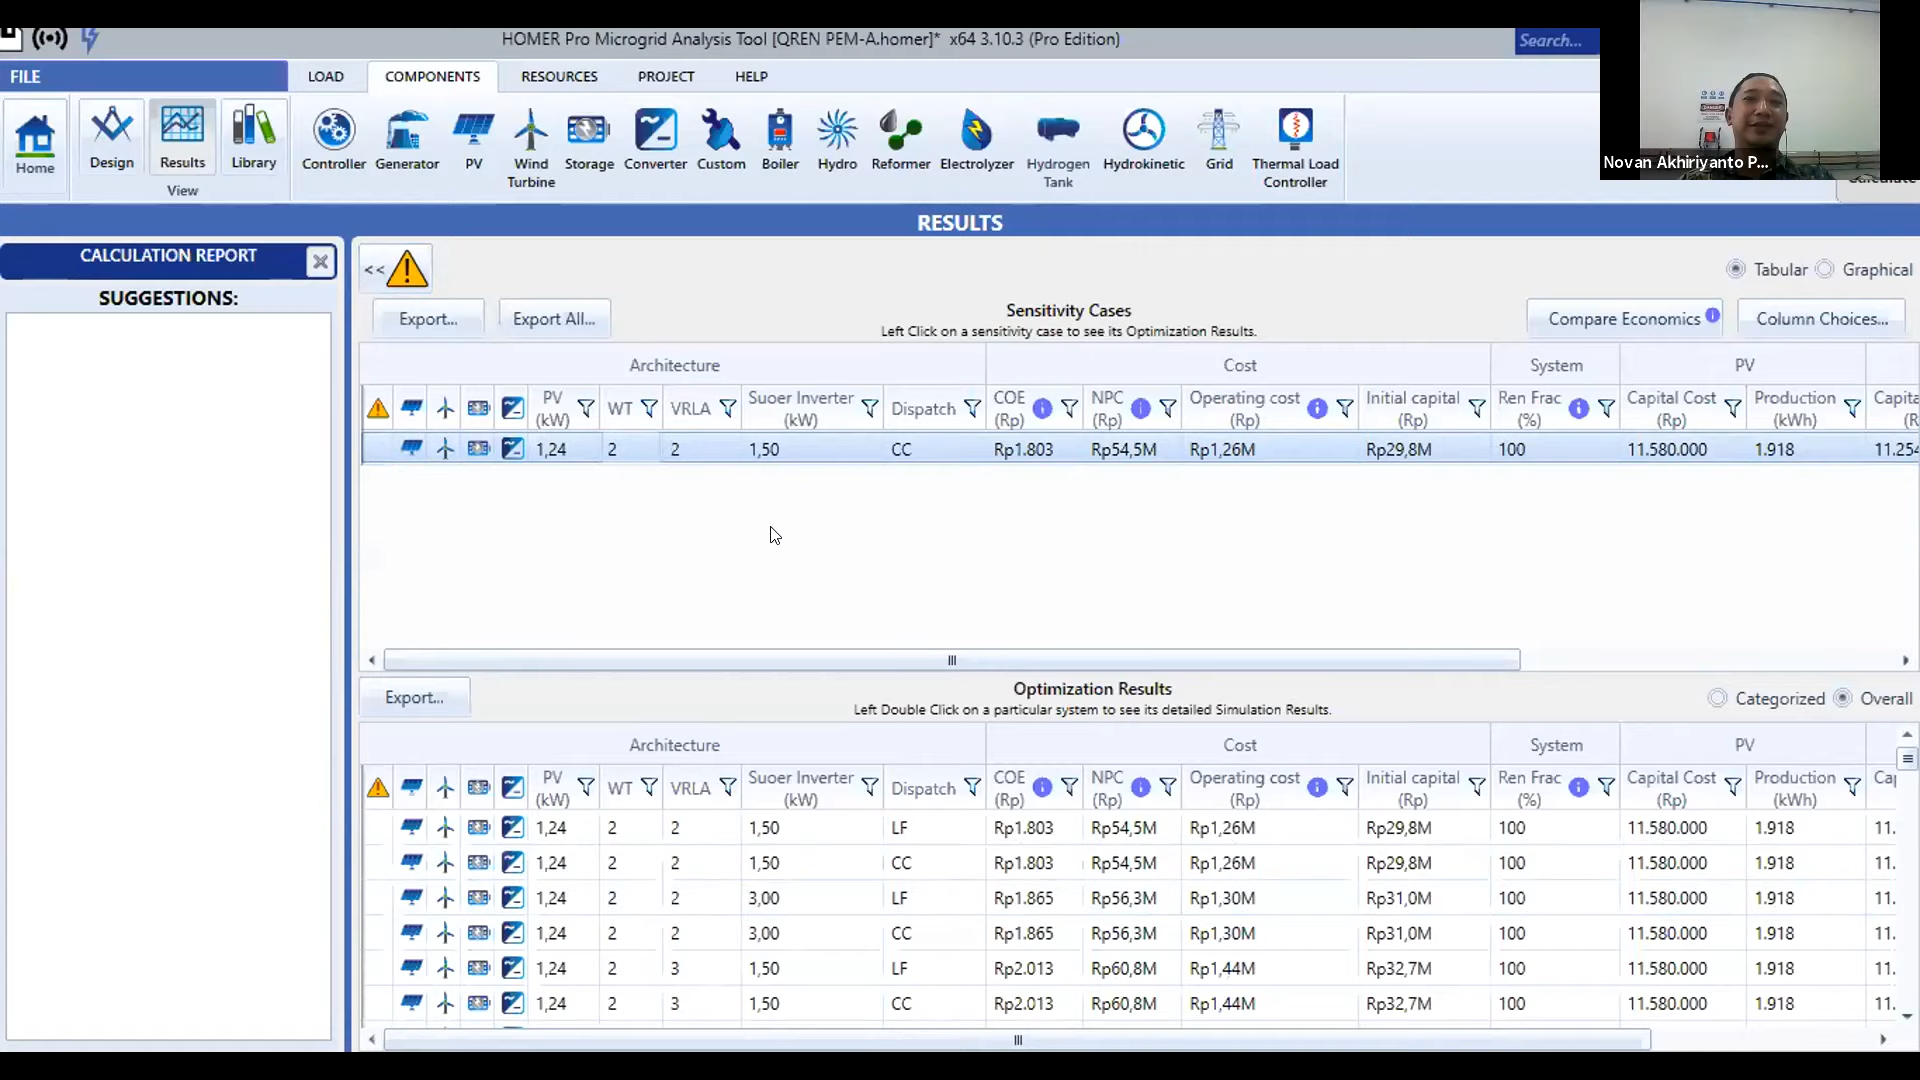 HOMER Pro Microgrid Analysis Tool [QREN PEM-A.homer]* x64 3.10.3 (Pro Edition)
Search...
FILE
LOAD
COMPONENTS
RESOURCES
PROJECT
HELP
Home
Design
Results
Library
View
Controller
Generator
PV
Wind Turbine
Storage
Converter
Custom
Boiler
Hydro
Reformer
Electrolyzer
Hydrogen Tank
Hydrokinetic
Grid
Thermal Load Controller
Novan Akhiriyanto P...
RESULTS
CALCULATION REPORT
SUGGESTIONS:
<<
Tabular Graphical
Export... Export All...
Sensitivity Cases
Left Click on a sensitivity case to see its Optimization Results.
Compare Economics Column Choices...
Architecture Cost System PV
PV (kW) WT VRLA Suoer Inverter (kW) Dispatch COE (Rp) NPC (Rp) Operating cost (Rp) Initial capital (Rp) Ren Frac (%) Capital Cost (Rp) Production (kWh)
1,24 2 2 1,50 CC Rp1.803 Rp54,5M Rp1,26M Rp29,8M 100 11.580.000 1.918 11.254
Export...
Optimization Results
Left Double Click on a particular system to see its detailed Simulation Results.
Categorized Overall
Architecture Cost System PV
PV (kW) WT VRLA Suoer Inverter (kW) Dispatch COE (Rp) NPC (Rp) Operating cost (Rp) Initial capital (Rp) Ren Frac (%) Capital Cost (Rp) Production (kWh)
1,24 2 2 1,50 LF Rp1.803 Rp54,5M Rp1,26M Rp29,8M 100 11.580.000 1.918 11.
1,24 2 2 1,50 CC Rp1.803 Rp54,5M Rp1,26M Rp29,8M 100 11.580.000 1.918 11.
1,24 2 2 3,00 LF Rp1.865 Rp56,3M Rp1,30M Rp31,0M 100 11.580.000 1.918 11.
1,24 2 2 3,00 CC Rp1.865 Rp56,3M Rp1,30M Rp31,0M 100 11.580.000 1.918 11.
1,24 2 3 1,50 LF Rp2.013 Rp60,8M Rp1,44M Rp32,7M 100 11.580.000 1.918 11.
1,24 2 3 1,50 CC Rp2.013 Rp60,8M Rp1,44M Rp32,7M 100 11.580.000 1.918 11.